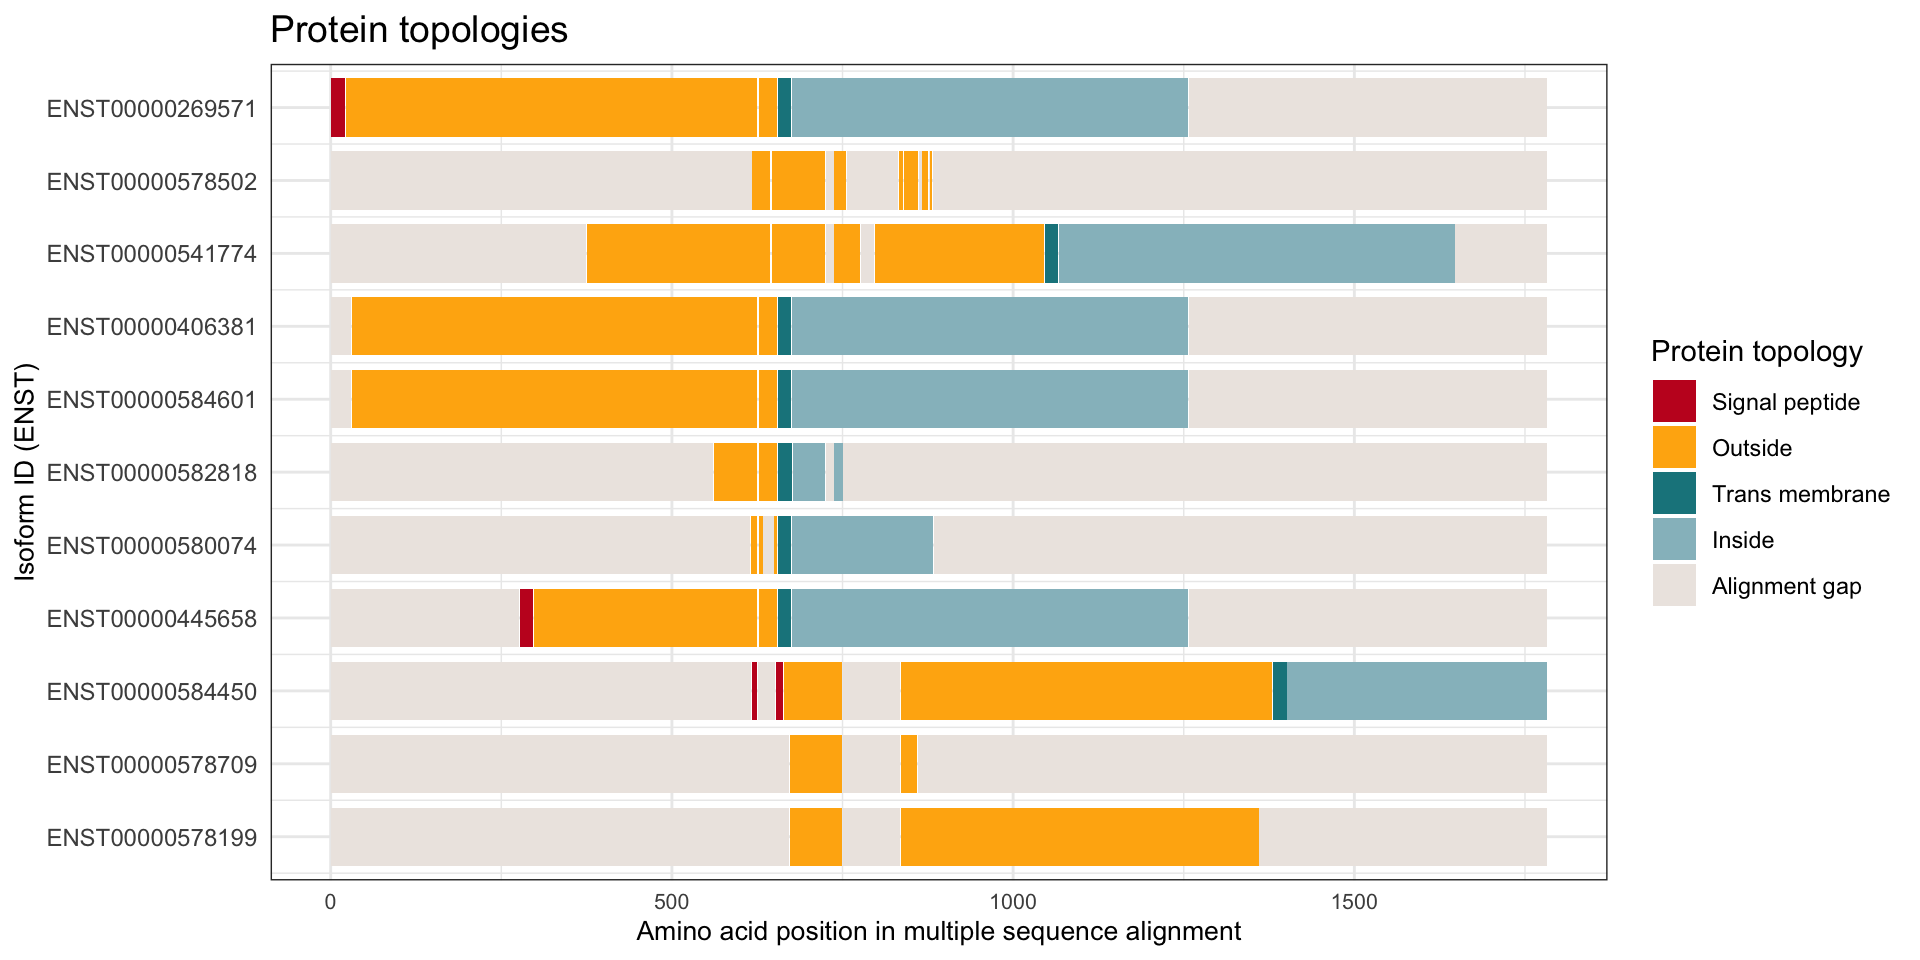 Protein topologies
Isoform ID (ENST)
ENST00000269571
ENST00000578502
ENST00000541774
ENST00000406381
ENST00000584601
ENST00000582818
ENST00000580074
ENST00000445658
ENST00000584450
ENST00000578709
ENST00000578199
0
500
1000
1500
Amino acid position in multiple sequence alignment
Protein topology
Signal peptide
Outside
Trans membrane
Inside
Alignment gap